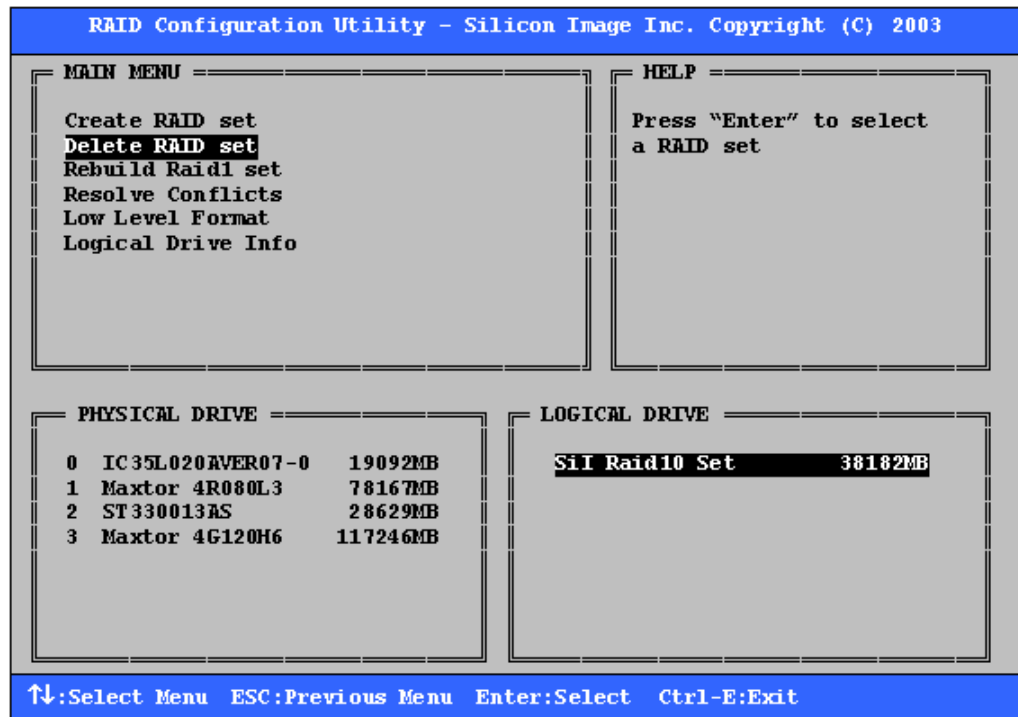 RAID Configuration Utility - Silicon Image Inc. Copyright (C) 2003
MAIN MENU
Create RAID set
Delete RAID set
Rebuild Raid1 set
Resolve Conflicts
Low Level Format
Logical Drive Info
HELP
Press “Enter” to select
a RAID set
PHYSICAL DRIVE
0 IC35L020AVER07-0 19092MB
1 Maxtor 4R080L3 78167MB
2 ST330013AS 28629MB
3 Maxtor 4G120H6 117246MB
LOGICAL DRIVE
SiI Raid10 Set 38182MB
↑↓:Select Menu ESC:Previous Menu Enter:Select Ctrl-E:Exit